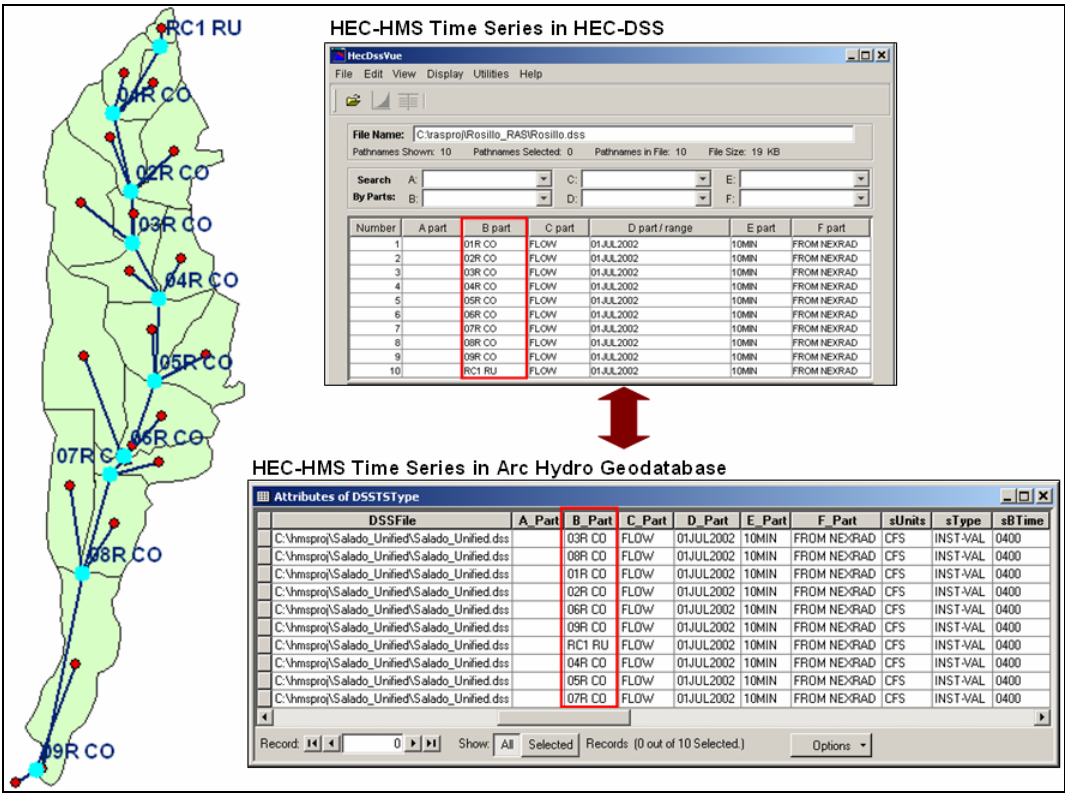 RC1 RU
01R CO
02R CO
03R CO
04R CO
05R CO
06R CO
07R C
08R CO
09R CO
HEC-HMS Time Series in HEC-DSS
HecDssVue
File Edit View Display Utilities Help
File Name: C:\rasproj\Rosillo_RAS\Rosillo.dss
Pathnames Shown: 10 Pathnames Selected: 0 Pathnames in File: 10 File Size: 19 KB
Search A: C: E:
By Parts: B: D: F:
Number A part B part C part D part / range E part F part
1 01R CO FLOW 01JUL2002 10MIN FROM NEXRAD
2 02R CO FLOW 01JUL2002 10MIN FROM NEXRAD
3 03R CO FLOW 01JUL2002 10MIN FROM NEXRAD
4 04R CO FLOW 01JUL2002 10MIN FROM NEXRAD
5 05R CO FLOW 01JUL2002 10MIN FROM NEXRAD
6 06R CO FLOW 01JUL2002 10MIN FROM NEXRAD
7 07R CO FLOW 01JUL2002 10MIN FROM NEXRAD
8 08R CO FLOW 01JUL2002 10MIN FROM NEXRAD
9 09R CO FLOW 01JUL2002 10MIN FROM NEXRAD
10 RC1 RU FLOW 01JUL2002 10MIN FROM NEXRAD
HEC-HMS Time Series in Arc Hydro Geodatabase
Attributes of DSSTSType
DSSFile A_Part B_Part C_Part D_Part E_Part F_Part sUnits sType sBTime
C:\hmsproj\Salado_Unified\Salado_Unified.dss 03R CO FLOW 01JUL2002 10MIN FROM NEXRAD CFS INST-VAL 0400
C:\hmsproj\Salado_Unified\Salado_Unified.dss 08R CO FLOW 01JUL2002 10MIN FROM NEXRAD CFS INST-VAL 0400
C:\hmsproj\Salado_Unified\Salado_Unified.dss 01R CO FLOW 01JUL2002 10MIN FROM NEXRAD CFS INST-VAL 0400
C:\hmsproj\Salado_Unified\Salado_Unified.dss 02R CO FLOW 01JUL2002 10MIN FROM NEXRAD CFS INST-VAL 0400
C:\hmsproj\Salado_Unified\Salado_Unified.dss 06R CO FLOW 01JUL2002 10MIN FROM NEXRAD CFS INST-VAL 0400
C:\hmsproj\Salado_Unified\Salado_Unified.dss 09R CO FLOW 01JUL2002 10MIN FROM NEXRAD CFS INST-VAL 0400
C:\hmsproj\Salado_Unified\Salado_Unified.dss RC1 RU FLOW 01JUL2002 10MIN FROM NEXRAD CFS INST-VAL 0400
C:\hmsproj\Salado_Unified\Salado_Unified.dss 04R CO FLOW 01JUL2002 10MIN FROM NEXRAD CFS INST-VAL 0400
C:\hmsproj\Salado_Unified\Salado_Unified.dss 05R CO FLOW 01JUL2002 10MIN FROM NEXRAD CFS INST-VAL 0400
C:\hmsproj\Salado_Unified\Salado_Unified.dss 07R CO FLOW 01JUL2002 10MIN FROM NEXRAD CFS INST-VAL 0400
Record: 0 Show: All Selected Records (0 out of 10 Selected.) Options